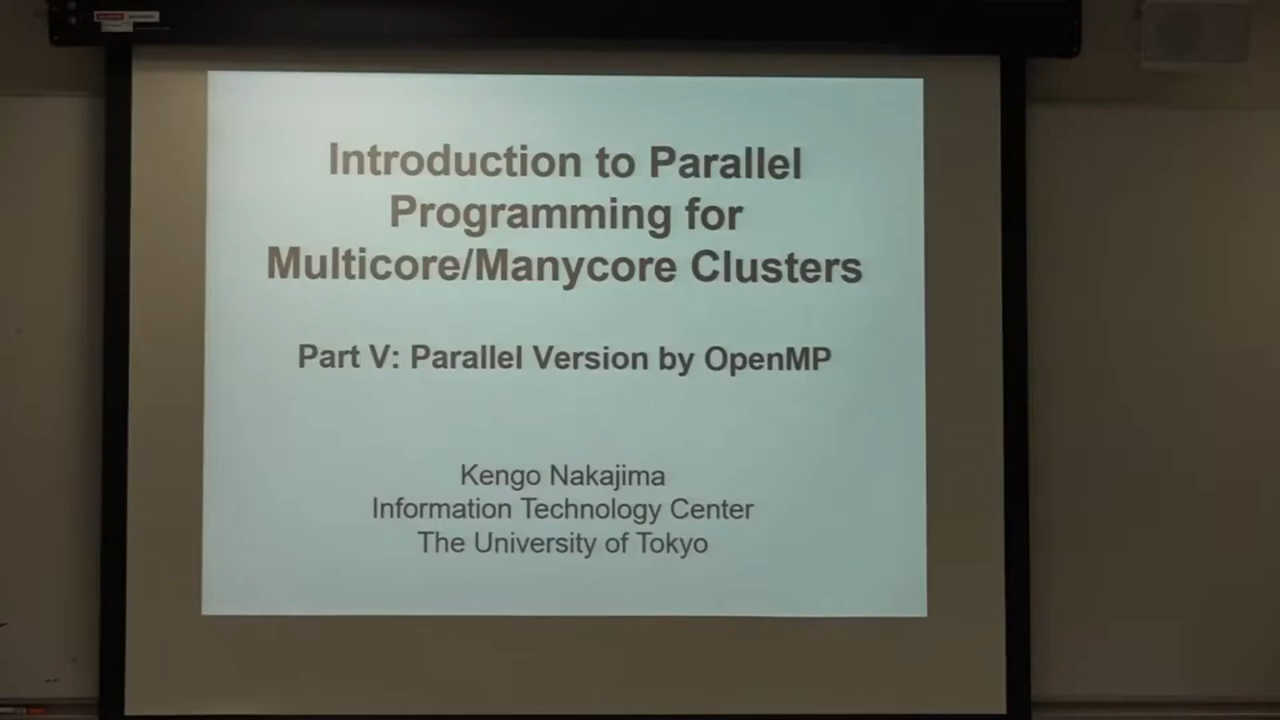 Introduction to Parallel
Programming for
Multicore/Manycore Clusters
Part V: Parallel Version by OpenMP
Kengo Nakajima
Information Technology Center
The University of Tokyo